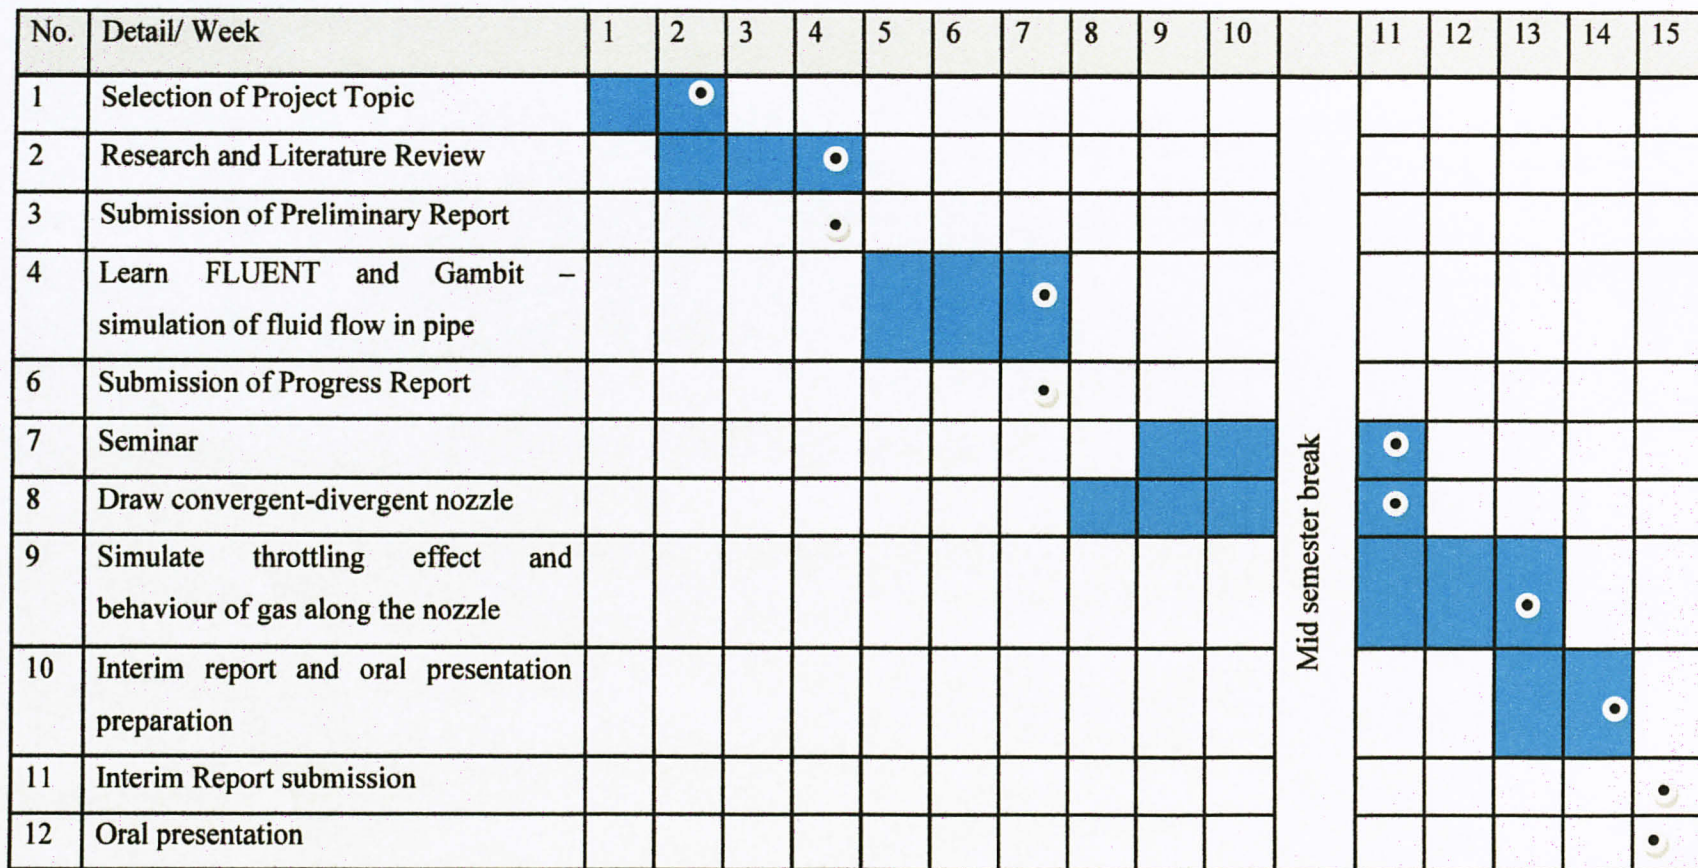 No. Detail/ Week 1 2 3 4 5 6 7 8 9 10 11 12 13 14 15
1 Selection of Project Topic
2 Research and Literature Review
3 Submission of Preliminary Report
4 Learn FLUENT and Gambit –
simulation of fluid flow in pipe
6 Submission of Progress Report
7 Seminar
8 Draw convergent-divergent nozzle
9 Simulate throttling effect and
behaviour of gas along the nozzle
10 Interim report and oral presentation
preparation
11 Interim Report submission
12 Oral presentation
Mid semester break